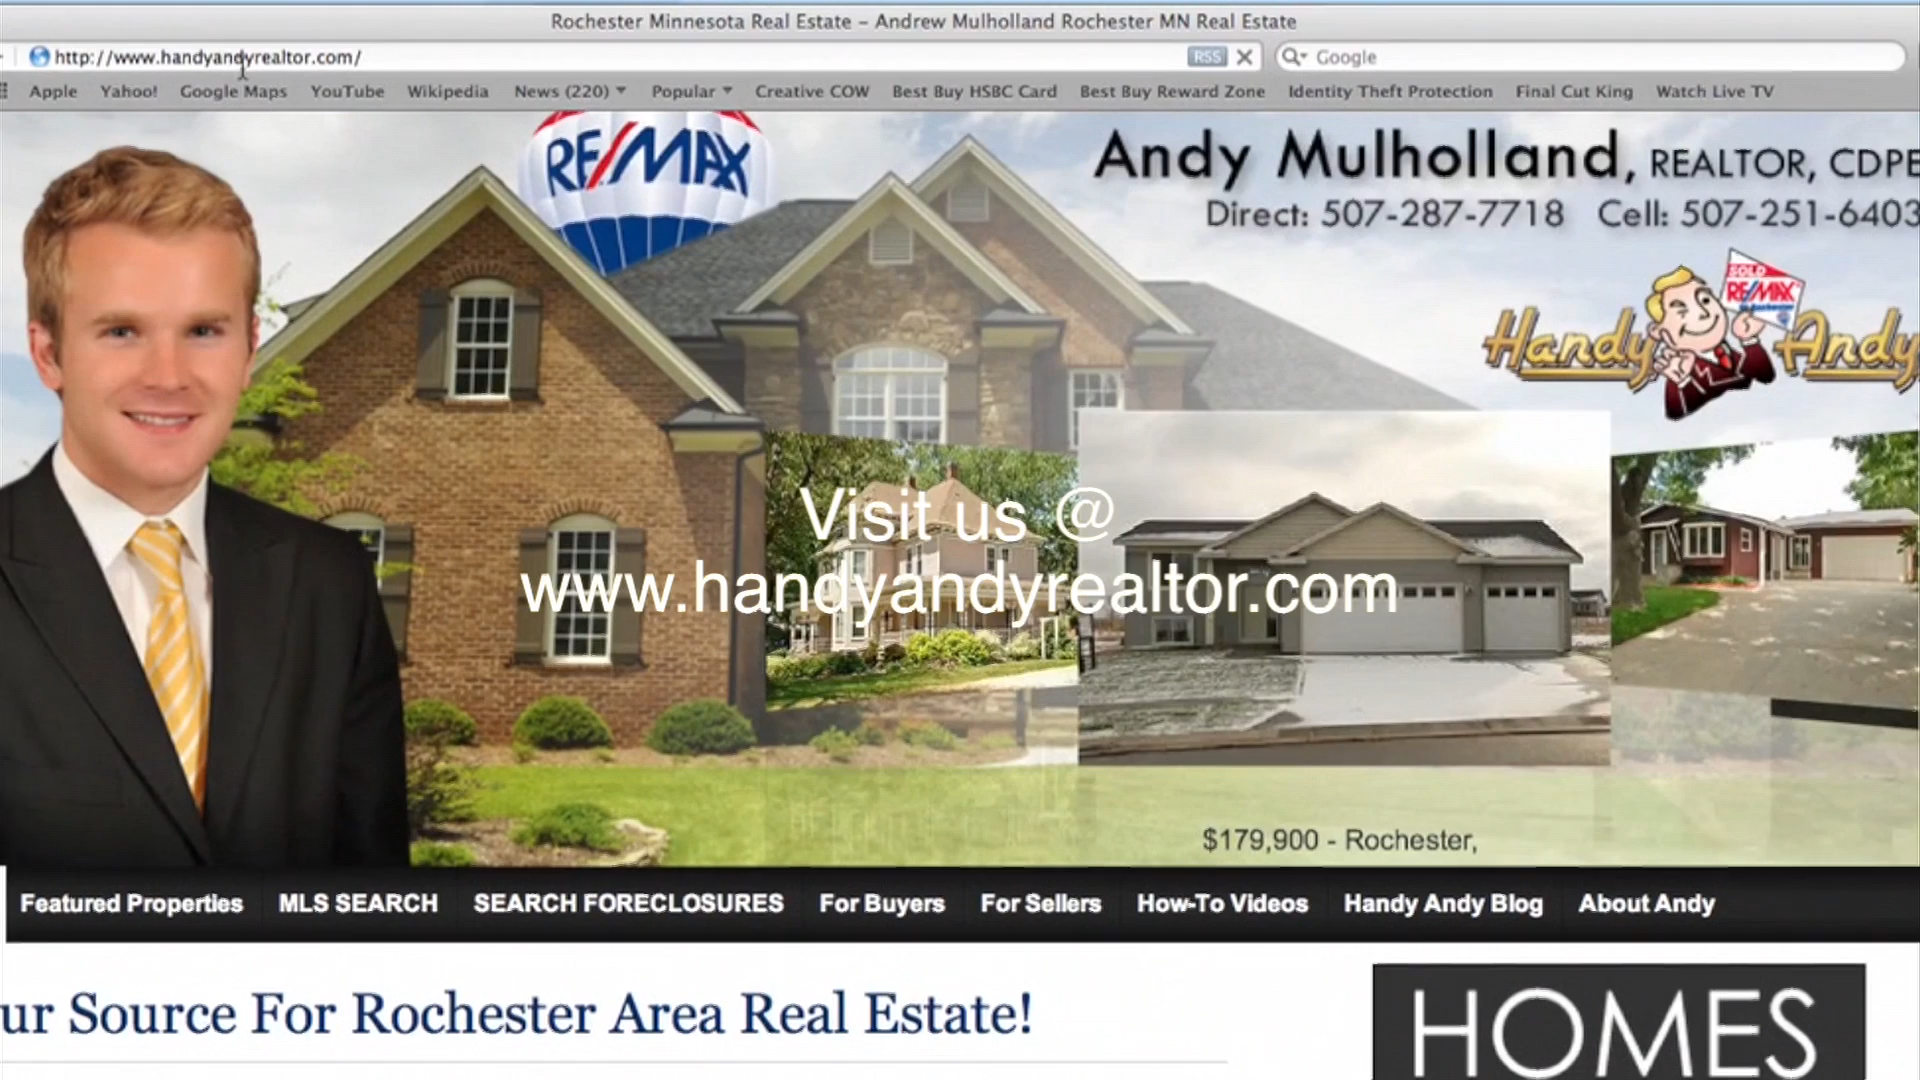 Rochester Minnesota Real Estate – Andrew Mulholland Rochester MN Real Estate
http://www.handyandyrealtor.com/ RSS Google
Apple Yahoo! Google Maps YouTube Wikipedia News (220) Popular Creative COW Best Buy HSBC Card Best Buy Reward Zone Identity Theft Protection Final Cut King Watch Live TV
RE/MAX
Andy Mulholland, REALTOR, CDPE
Direct: 507-287-7718 Cell: 507-251-6403
SOLD
RE/MAX
Handy Andy
Visit us @
www.handyandyrealtor.com
$179,900 - Rochester,
Featured Properties MLS SEARCH SEARCH FORECLOSURES For Buyers For Sellers How-To Videos Handy Andy Blog About Andy
ur Source For Rochester Area Real Estate!
HOMES